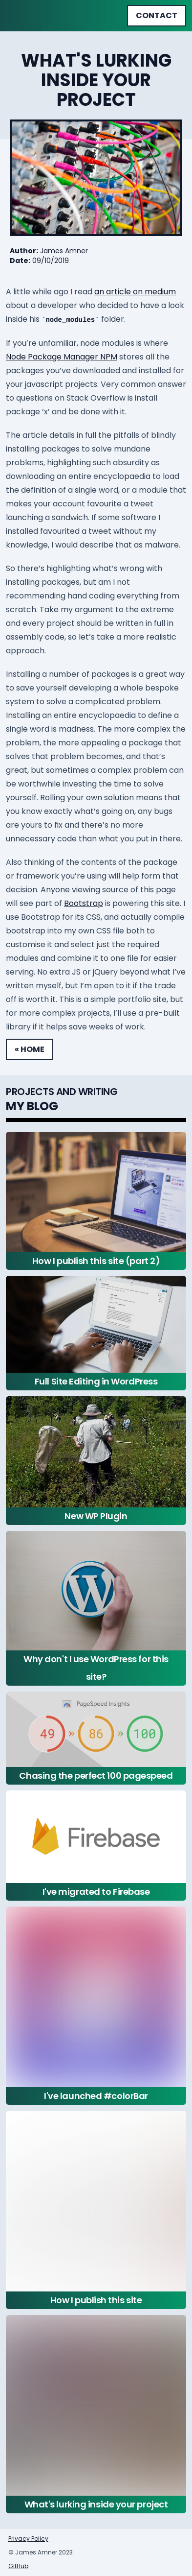 CONTACT
WHAT'S LURKING
INSIDE YOUR
PROJECT
Author: James Amner
Date: 09/10/2019
A little while ago I read an article on medium
about a developer who decided to have a look
inside his `node_modules` folder.
If you're unfamiliar, node modules is where
Node Package Manager NPM stores all the
packages you've downloaded and installed for
your javascript projects. Very common answer
to questions on Stack Overflow is install
package 'x' and be done with it.
The article details in full the pitfalls of blindly
installing packages to solve mundane
problems, highlighting such absurdity as
downloading an entire encyclopaedia to load
the definition of a single word, or a module that
makes your account favourite a tweet
launching a sandwich. If some software I
installed favourited a tweet without my
knowledge, I would describe that as malware.
So there's highlighting what's wrong with
installing packages, but am I not
recommending hand coding everything from
scratch. Take my argument to the extreme
and every project should be written in full in
assembly code, so let's take a more realistic
approach.
Installing a number of packages is a great way
to save yourself developing a whole bespoke
system to solve a complicated problem.
Installing an entire encyclopedia to define a
single word is madness. The more complex the
problem, the more appealing a package that
solves that problem becomes, and that's
great, but sometimes a complex problem can
be worthwhile investing the time to solve
yourself. Rolling your own solution means that
you know exactly what's going on, any bugs
are yours to fix and there's no more
unnecessary code than what you put in there.
Also thinking of the contents of the package
or framework you're using will help form that
decision. Anyone viewing source of this page
will see part of Bootstrap is powering this site. I
use Bootstrap for its CSS, and actually compile
bootstrap into my own CSS file both to
customise it and select just the required
modules and combine it to one file for easier
serving. No extra JS or jQuery beyond what I've
written myself, but I'm open to it if the trade
off is worth it. This is a simple portfolio site, but
for more complex projects, I'll use a pre-built
library if it helps save weeks of work.
« HOME
PROJECTS AND WRITING
MY BLOG
How I publish this site (part 2)
Full Site Editing in WordPress
New WP Plugin
Why don't I use WordPress for this
site?
PageSpeed Insights
49 » 86 » 100
Chasing the perfect 100 pagespeed
Firebase
I've migrated to Firebase
I've launched #colorBar
How I publish this site
What's lurking inside your project
Privacy Policy
© James Amner 2023
GitHub